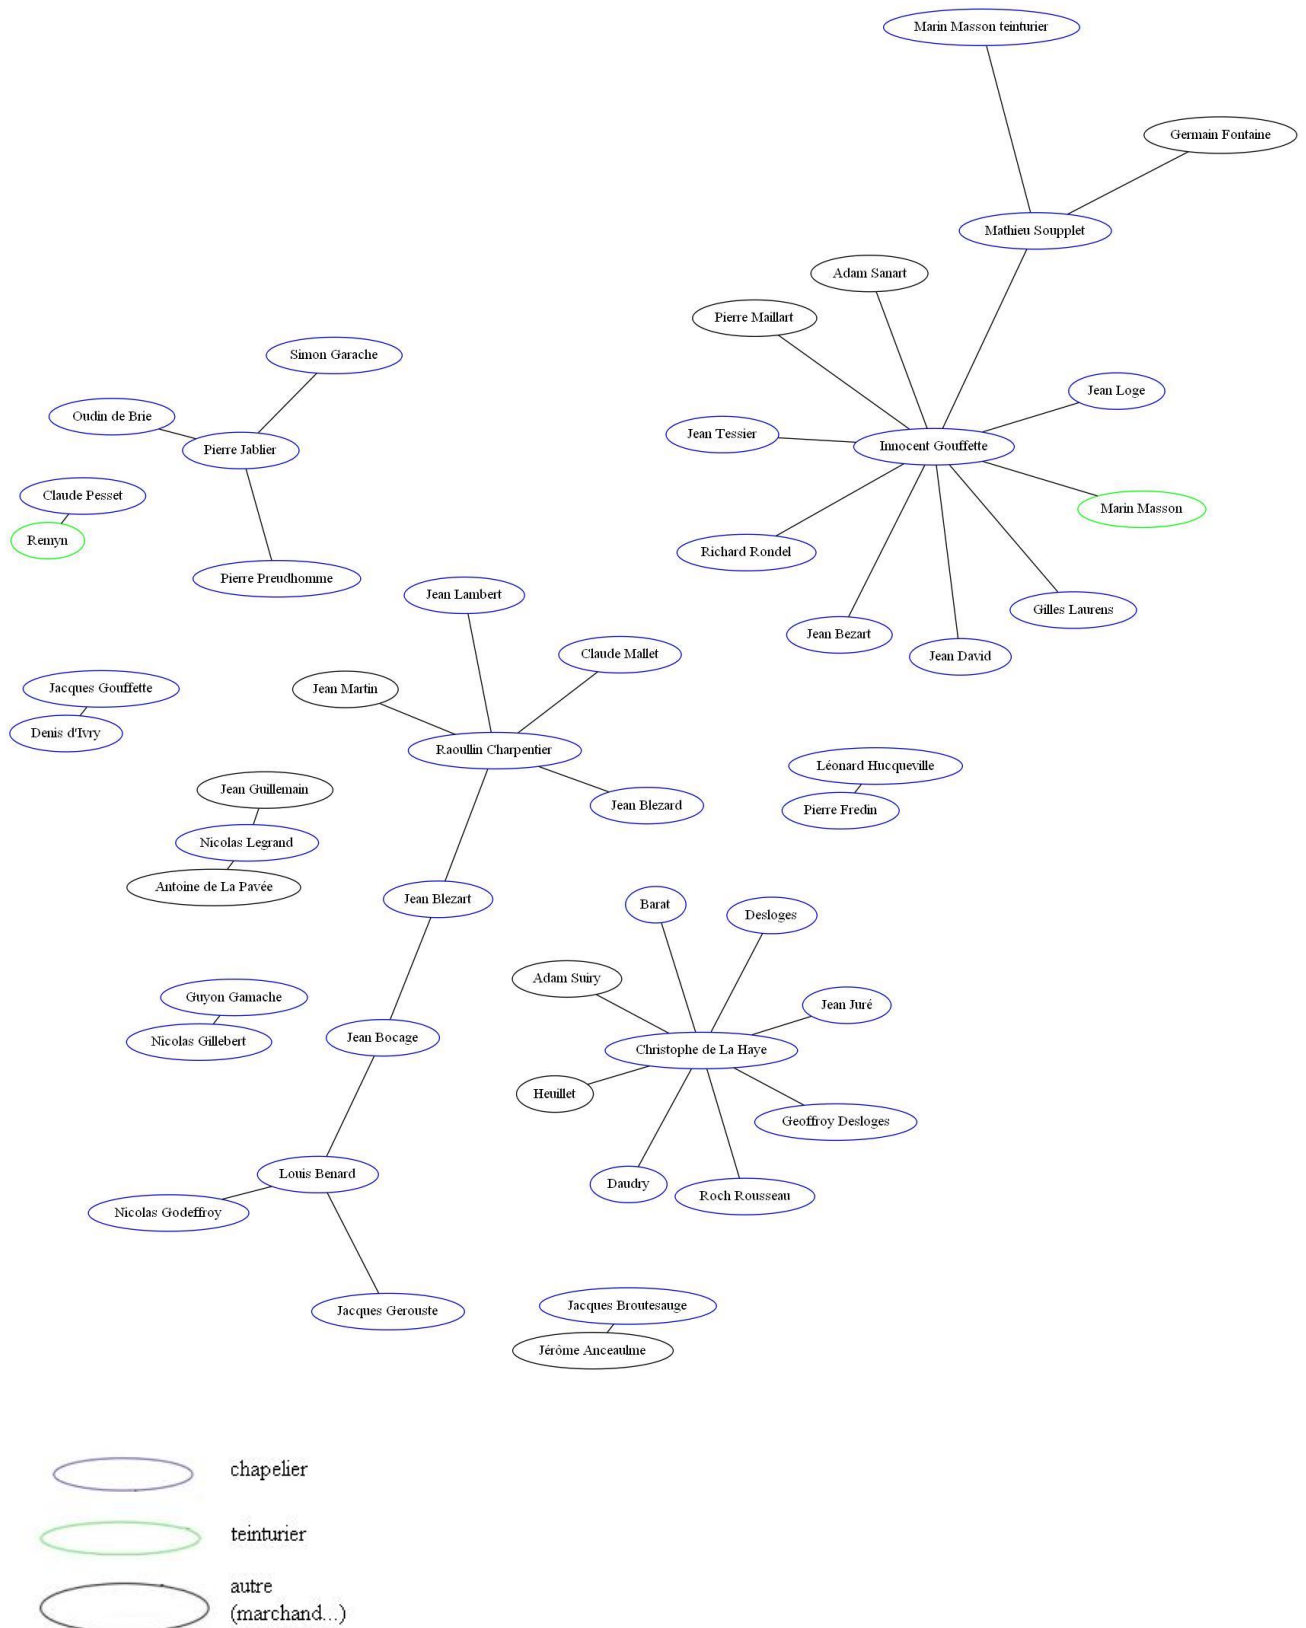 Marin Masson teinturier
Germain Fontaine
Mathieu Soupplet
Adam Sanart
Pierre Maillart
Simon Garache
Jean Loge
Oudin de Brie
Jean Tessier
Innocent Gouffette
Pierre Jablier
Claude Pesset
Marin Masson
Remyn
Richard Rondel
Pierre Preudhomme
Jean Lambert
Gilles Laurens
Jean Bezart
Claude Mallet
Jean David
Jacques Gouffette
Jean Martin
Denis d'Ivry
Raoullin Charpentier
Léonard Hucqueville
Jean Guillemain
Jean Blezard
Pierre Fredin
Nicolas Legrand
Antoine de La Pavée
Jean Blezart
Barat
Desloges
Adam Suiry
Guyon Gamache
Jean Juré
Nicolas Gillebert
Jean Bocage
Christophe de La Haye
Heuillet
Geoffroy Desloges
Louis Benard
Daudry
Roch Rousseau
Nicolas Godeffroy
Jacques Gerouste
Jacques Broutesauge
Jérôme Anceaulme
chapelier
teinturier
autre
(marchand...)